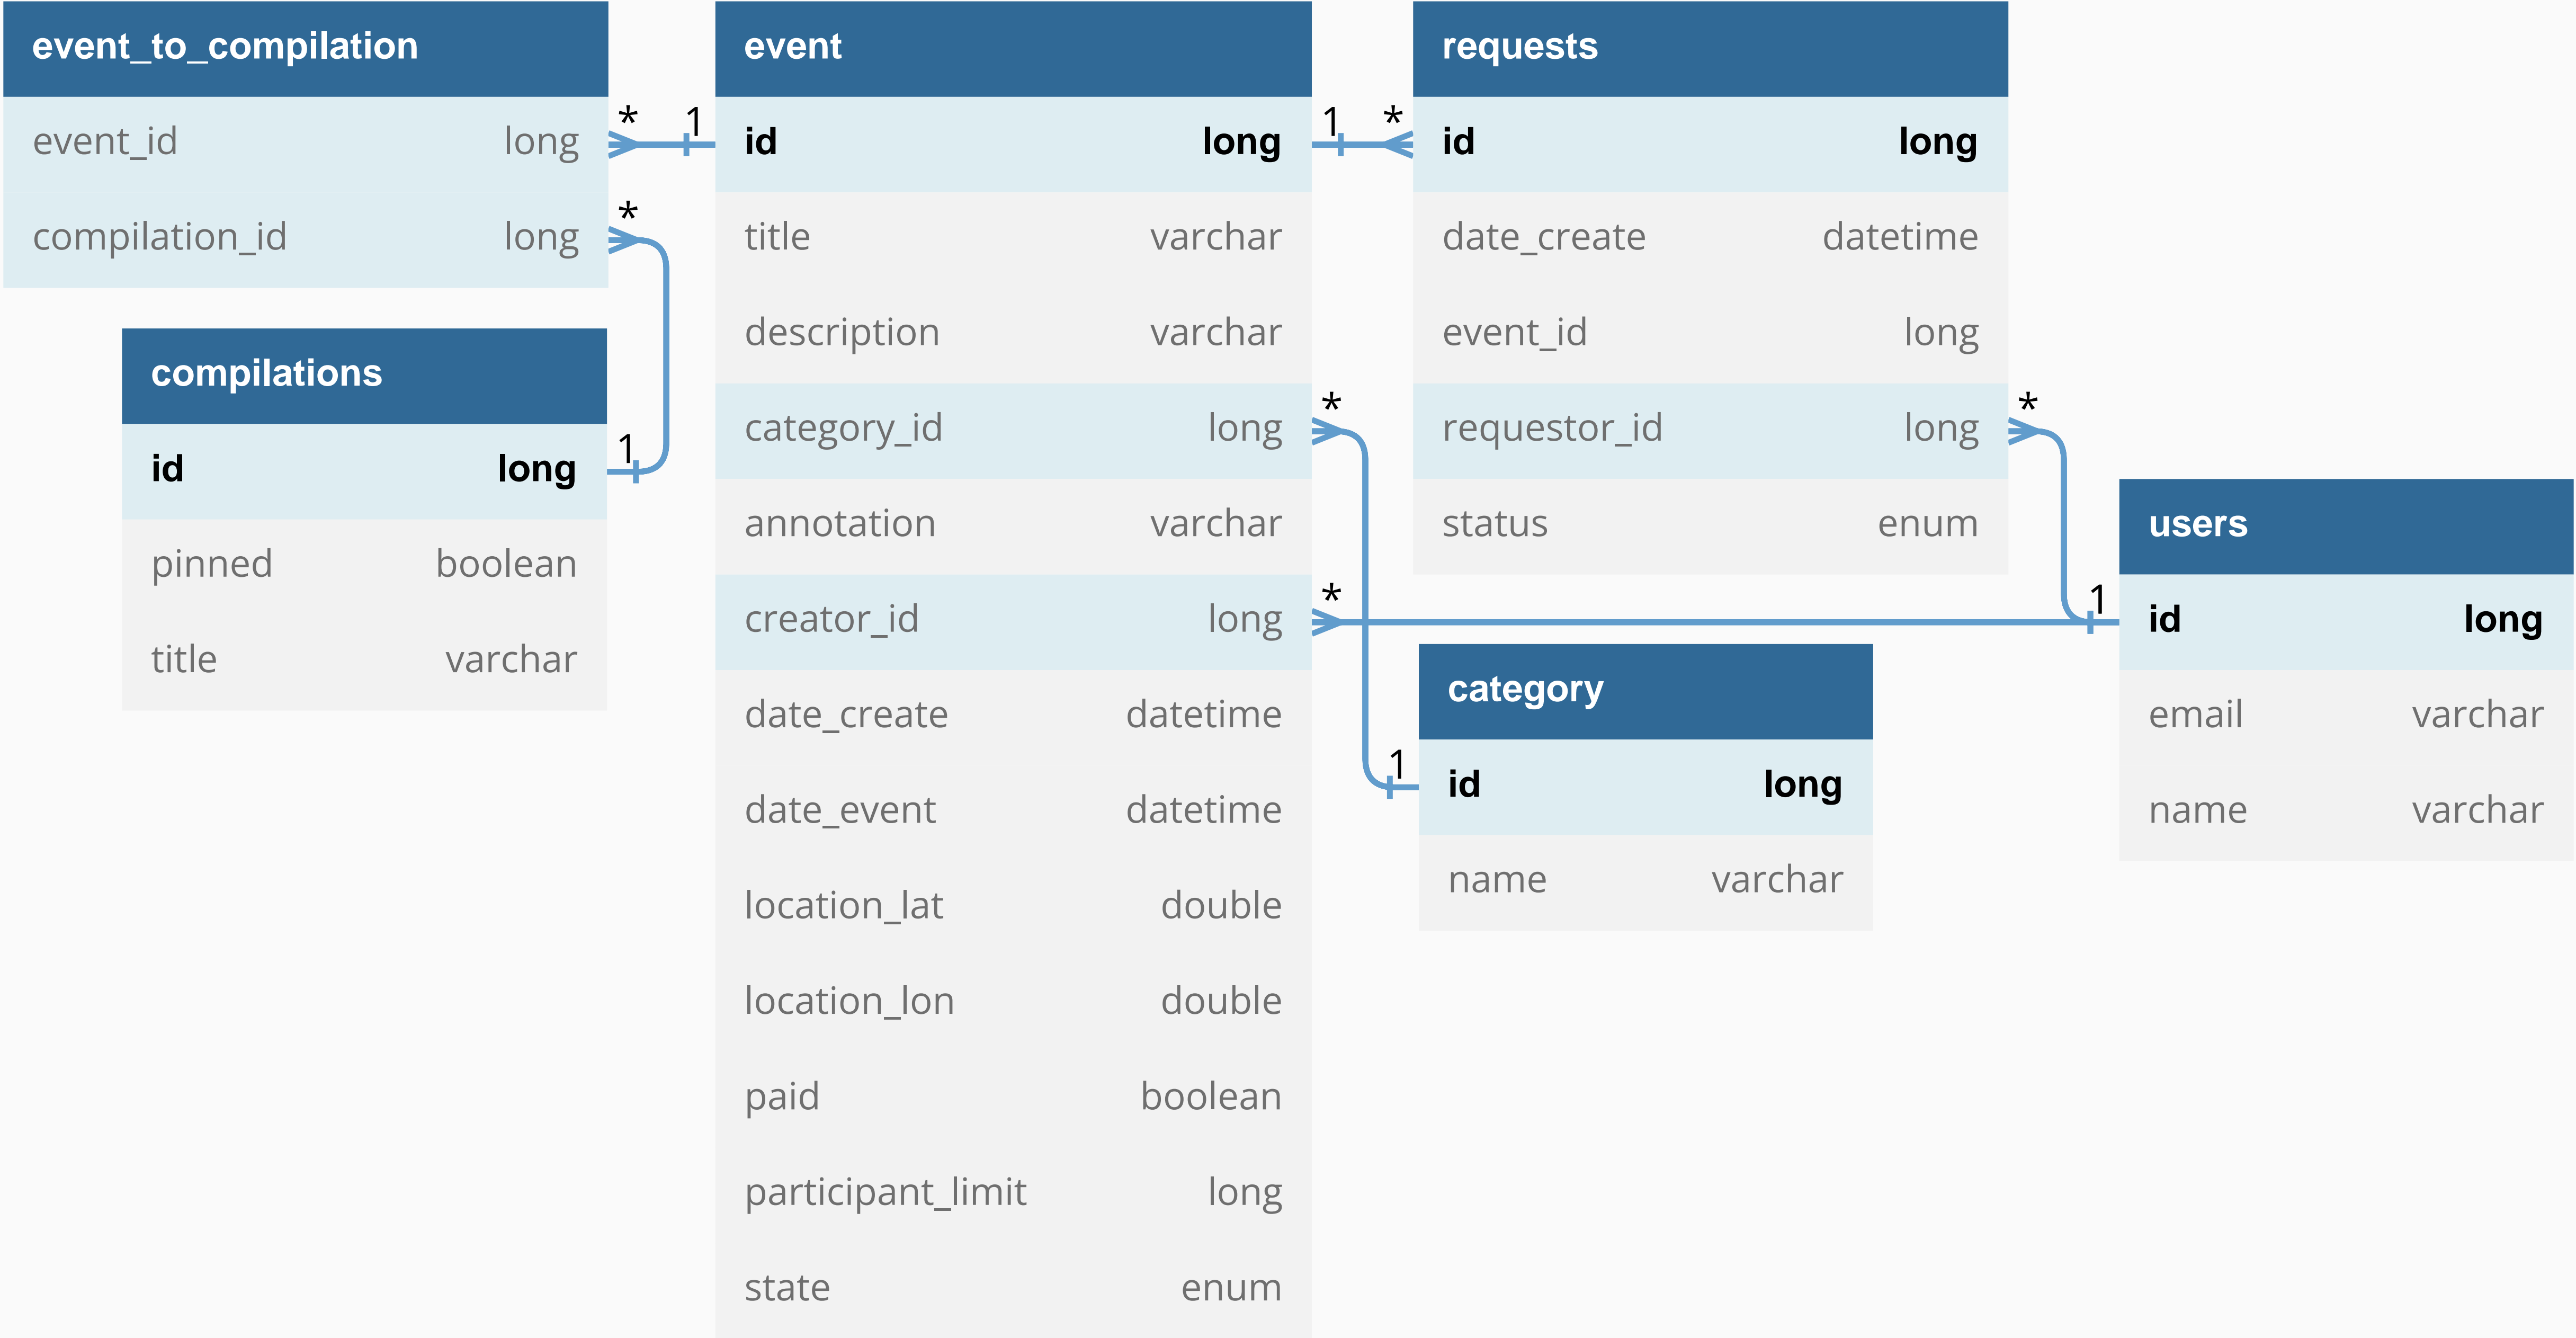 event_to_compilation
event_id long
compilation_id long
* 1
*
compilations
id long
1
pinned boolean
title varchar
event
id long
title varchar
description varchar
category_id long
annotation varchar
creator_id long
date_create datetime
date_event datetime
location_lat double
location_lon double
paid boolean
participant_limit long
state enum
1 *
*
*
requests
id long
date_create datetime
event_id long
requestor_id long
status enum
*
1
category
id long
name varchar
1
users
id long
email varchar
name varchar